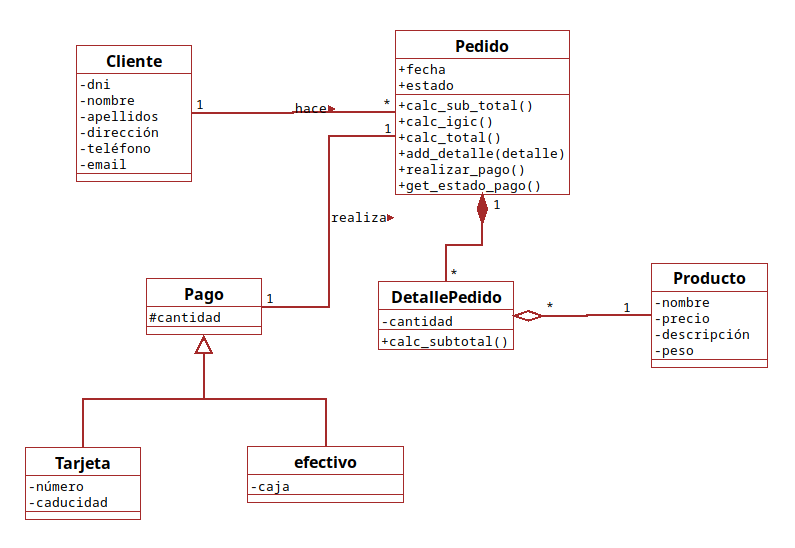 Cliente
-dni
-nombre
-apellidos
-dirección
-teléfono
-email
1
hace
*
Pedido
+fecha
+estado
+calc_sub_total()
+calc_igic()
+calc_total()
+add_detalle(detalle)
+realizar_pago()
+get_estado_pago()
1
realiza
1
1
*
Pago
#cantidad
DetallePedido
-cantidad
+calc_subtotal()
*
1
Producto
-nombre
-precio
-descripción
-peso
Tarjeta
-número
-caducidad
efectivo
-caja